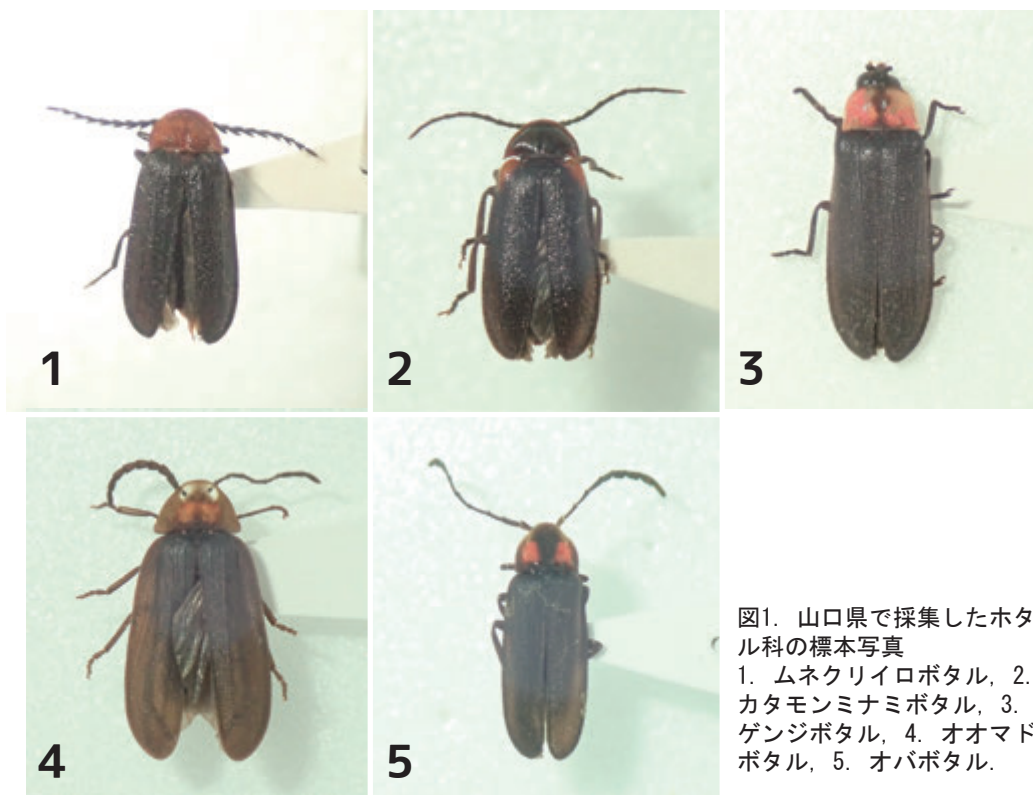 1
2
3
4
5
図1. 山口県で採集したホタ
ル科の標本写真
1. ムネクリイロボタル, 2.
カタモンミナミボタル, 3.
ゲンジボタル, 4. オオマド
ボタル, 5. オバボタル.